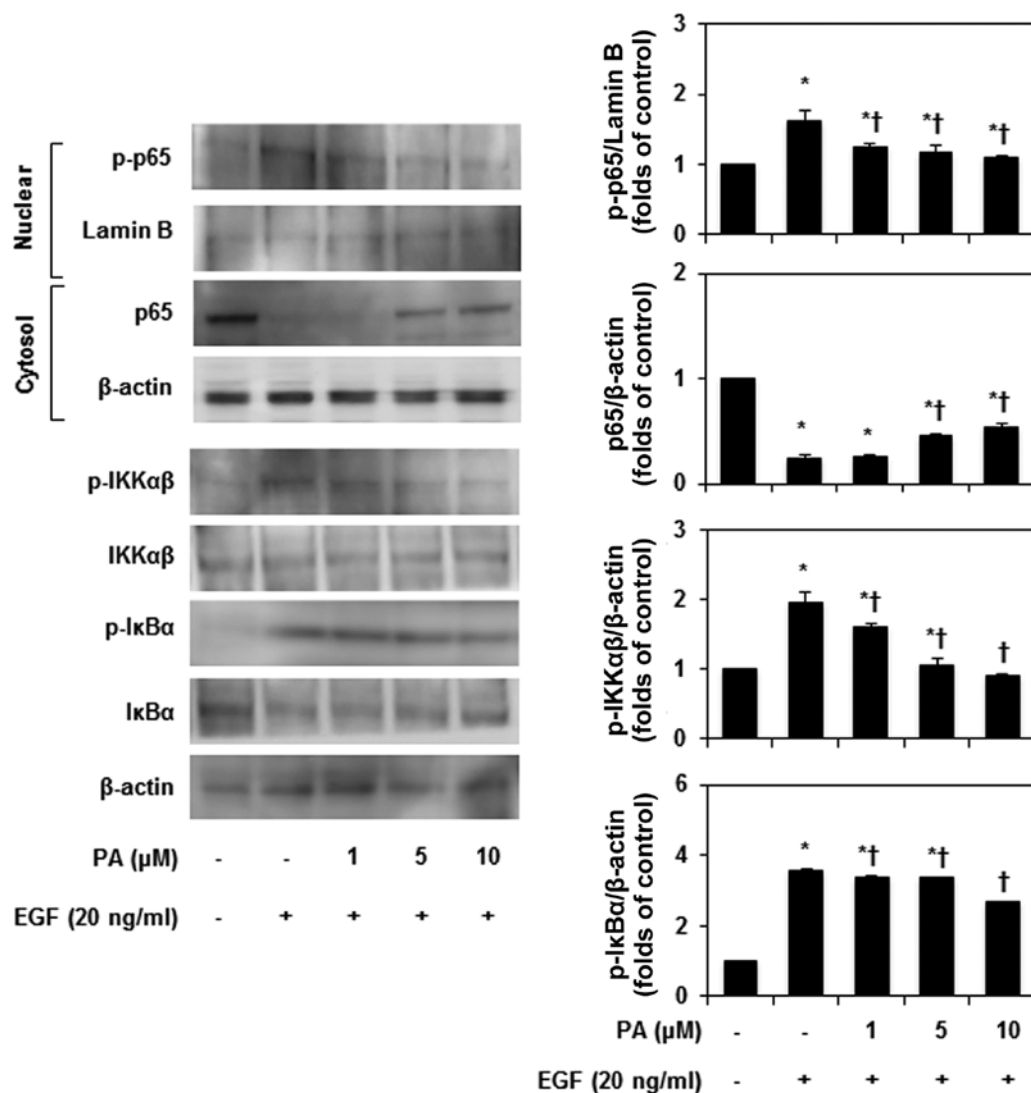 Nuclear
p-p65
Lamin B
Cytosol
p65
β-actin
p-IKKαβ
IKKαβ
p-IκBα
IκBα
β-actin
PA (μM) - - 1 5 10
EGF (20 ng/ml) - + + + +
p-p65/Lamin B
(folds of control)
3
2
1
0
* *† *† *†
p65/β-actin
(folds of control)
2
1
0
* * *† *†
p-IKKαβ/β-actin
(folds of control)
3
2
1
0
* *† *† †
p-IκBα/β-actin
(folds of control)
6
4
2
0
* *† *† †
PA (μM) - - 1 5 10
EGF (20 ng/ml) - + + + +